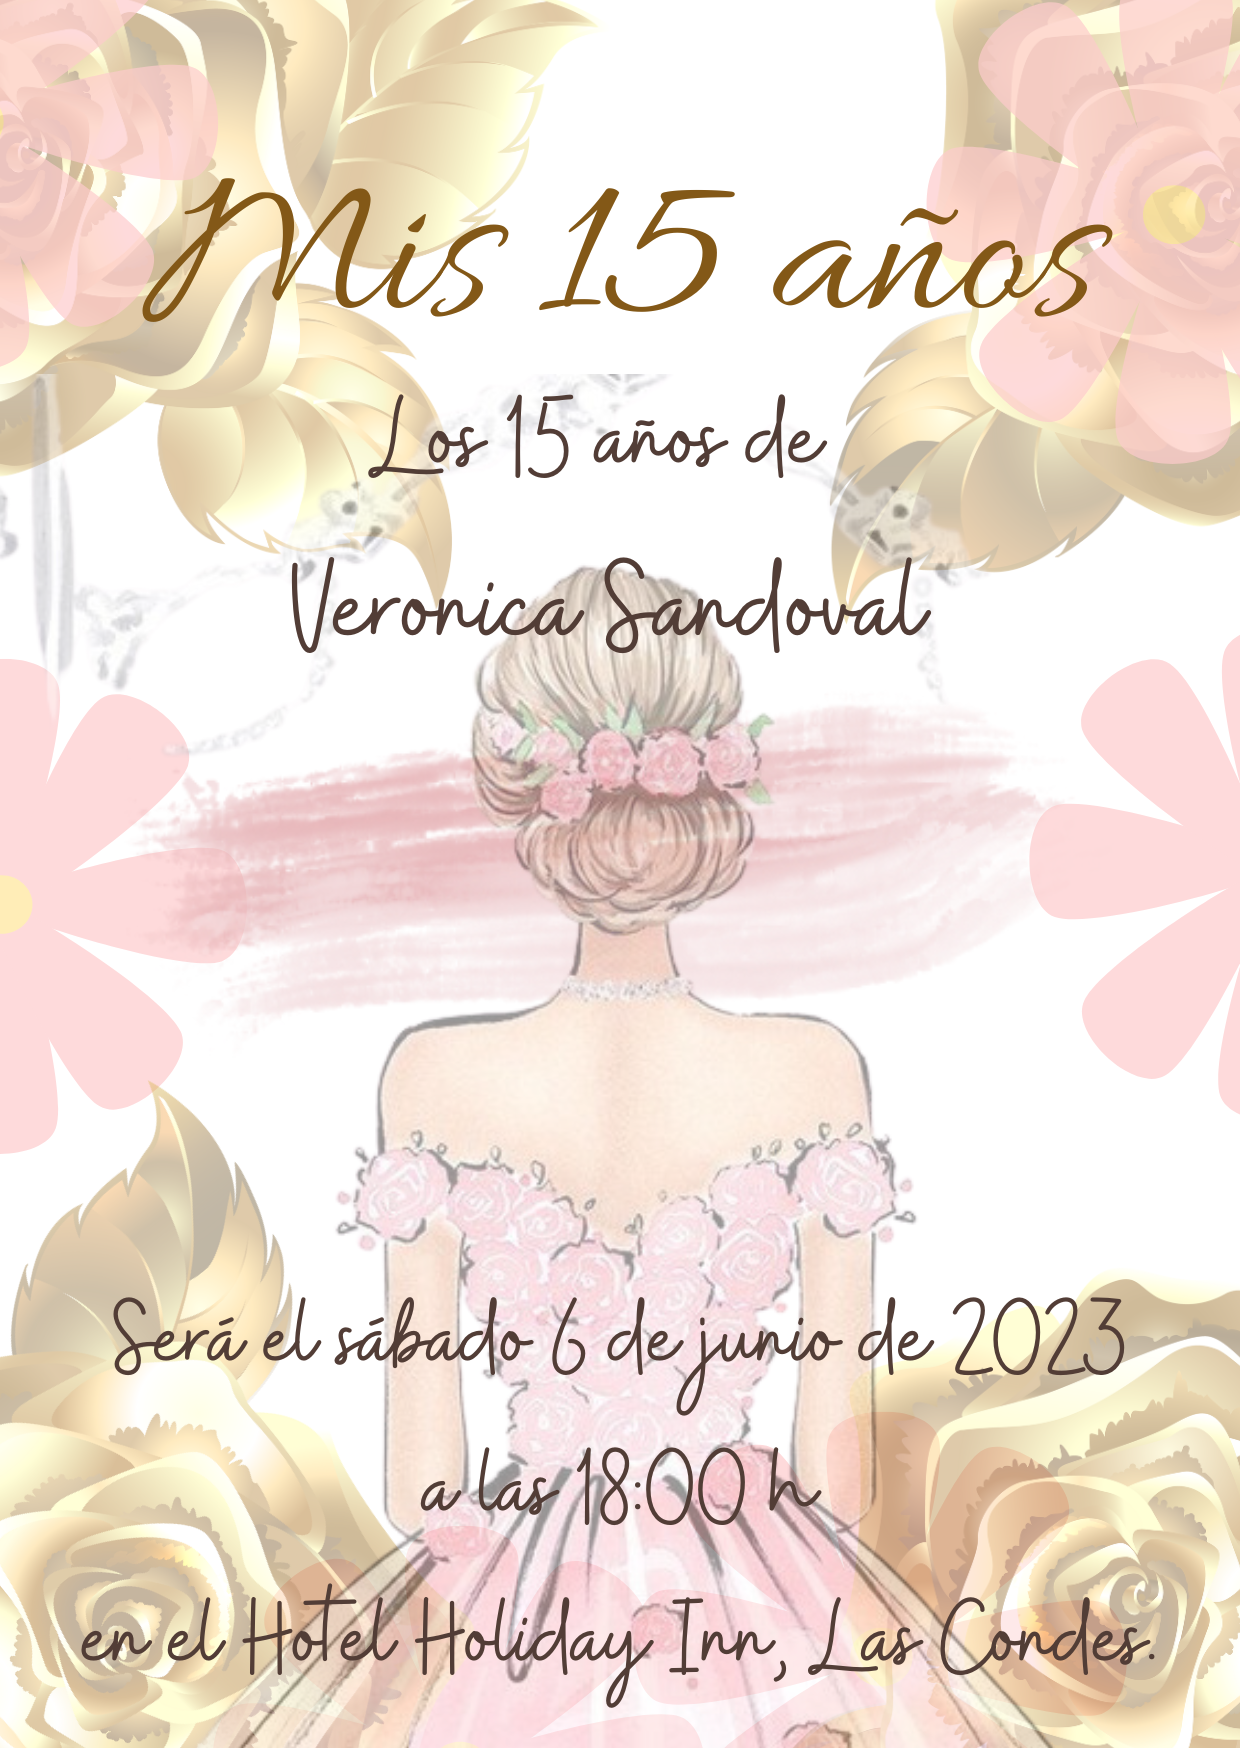 Mis 15 años
Los 15 años de
Veronica Sandoval
Será el sábado 6 de junio de 2023
a las 18:00 h
en el Hotel Holiday Inn, Las Condes.